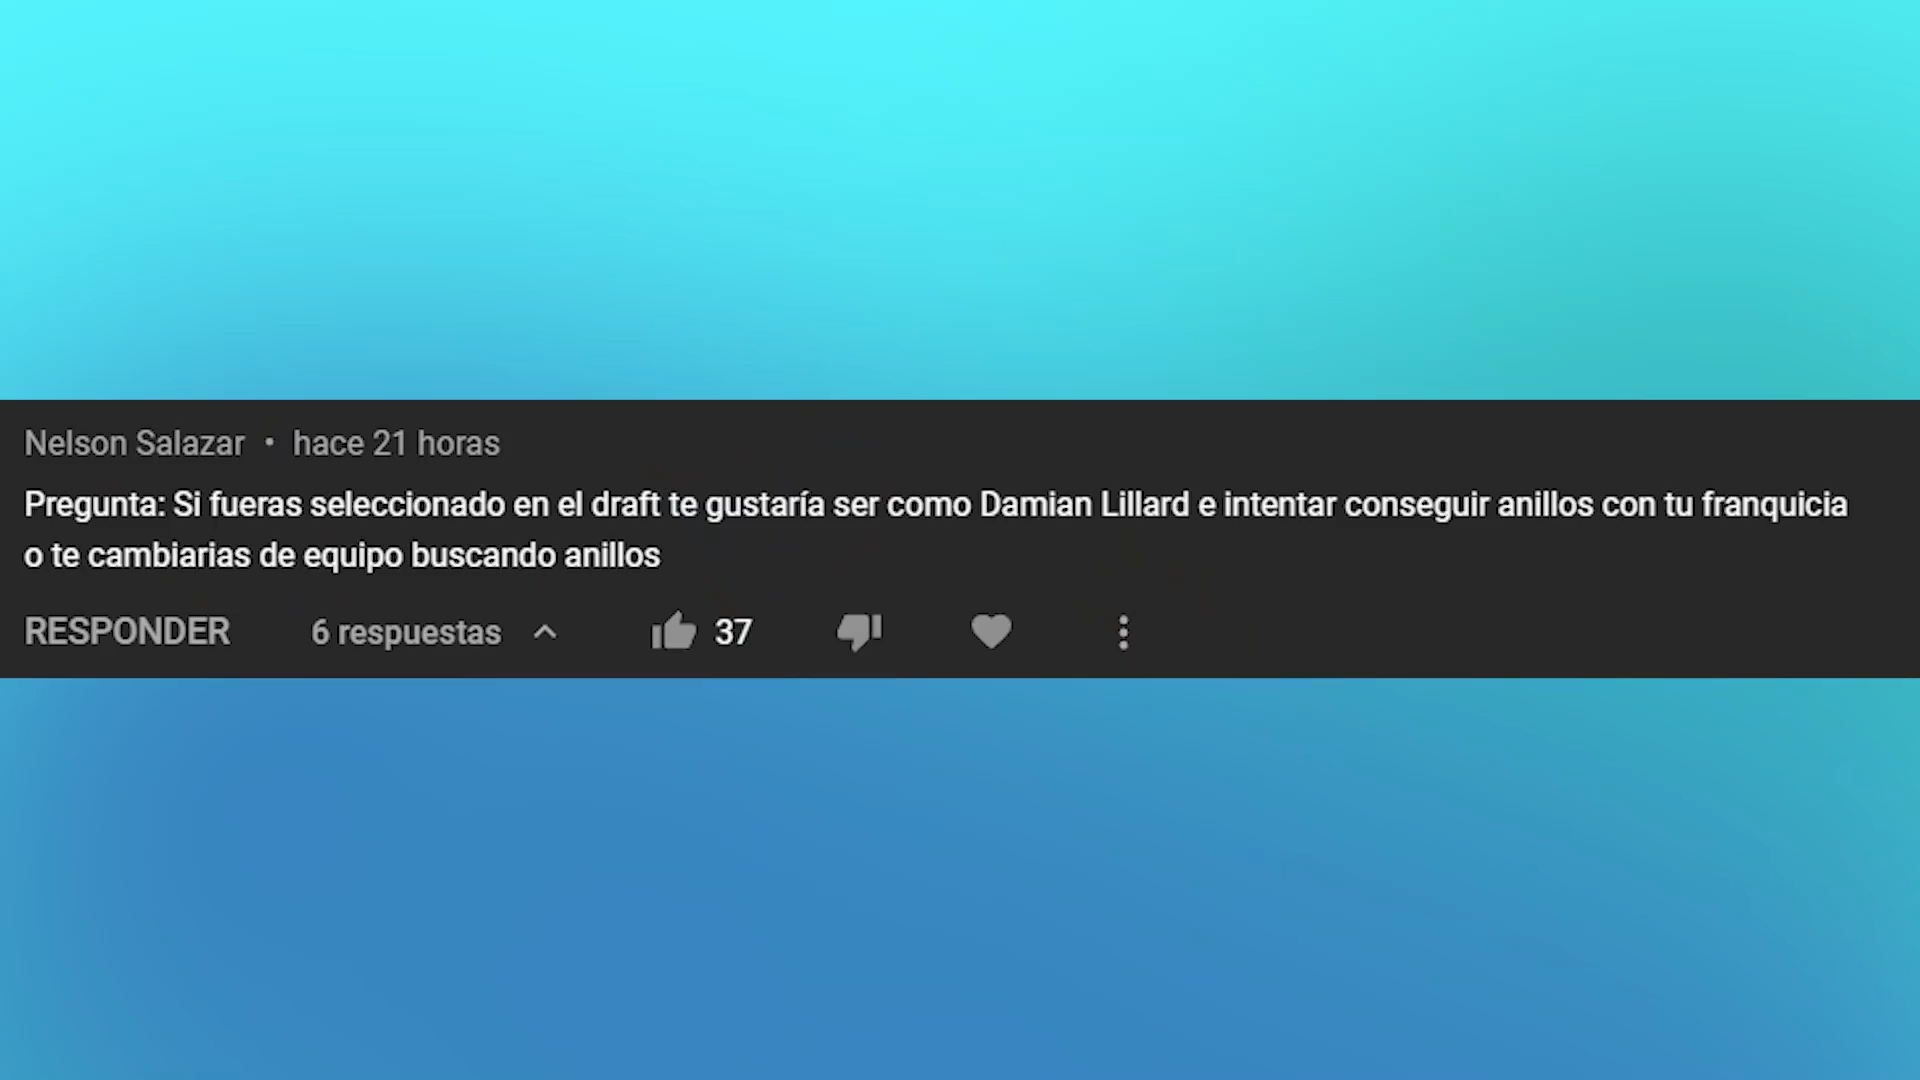 Nelson Salazar • hace 21 horas
Pregunta: Si fueras seleccionado en el draft te gustaría ser como Damian Lillard e intentar conseguir anillos con tu franquicia
o te cambiarias de equipo buscando anillos
RESPONDER 6 respuestas 37